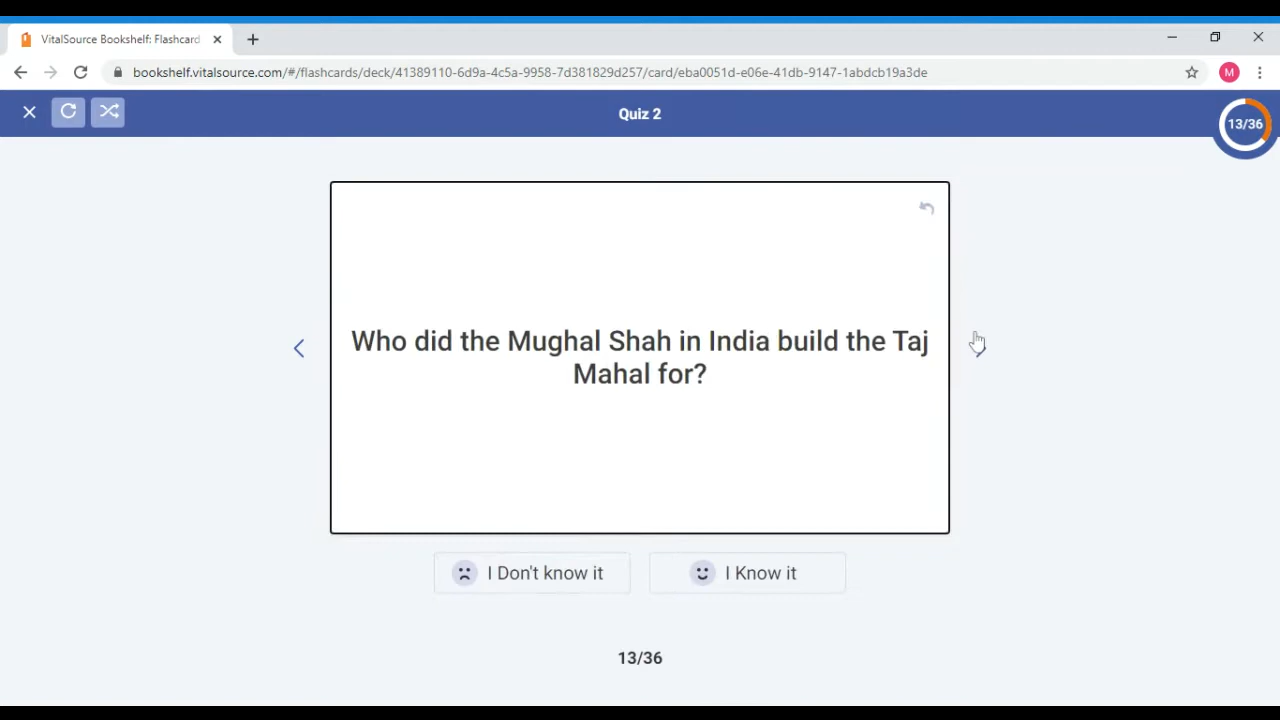 VitalSource Bookshelf: Flashcard
bookshelf.vitalsource.com/#/flashcards/deck/41389110-6d9a-4c5a-9958-7d381829d257/card/eba0051d-e06e-41db-9147-1abdcb19a3de
M
Quiz 2
13/36
Who did the Mughal Shah in India build the Taj
Mahal for?
I Don't know it
I Know it
13/36